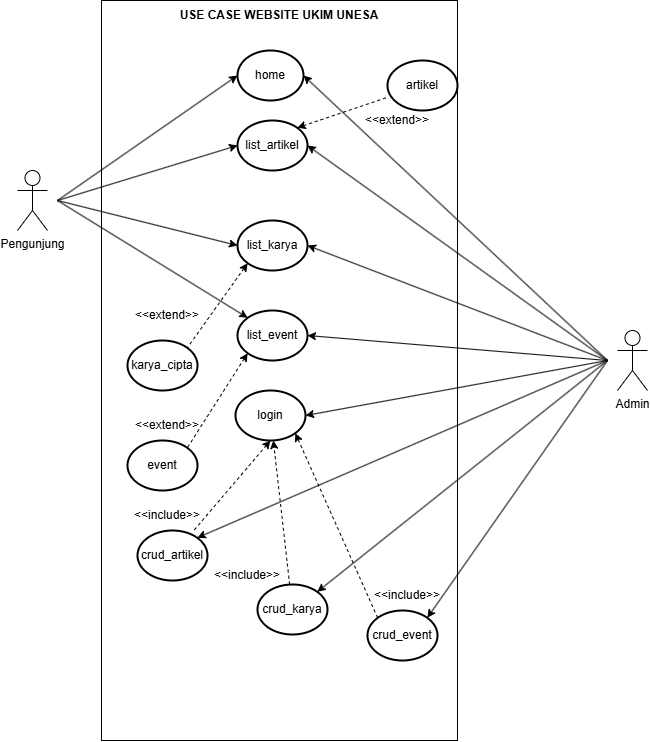 USE CASE WEBSITE UKIM UNESA
home
artikel
<<extend>>
list_artikel
Pengunjung
list_karya
<<extend>>
list_event
karya_cipta
Admin
login
<<extend>>
event
<<include>>
crud_artikel
<<include>>
<<include>>
crud_karya
crud_event